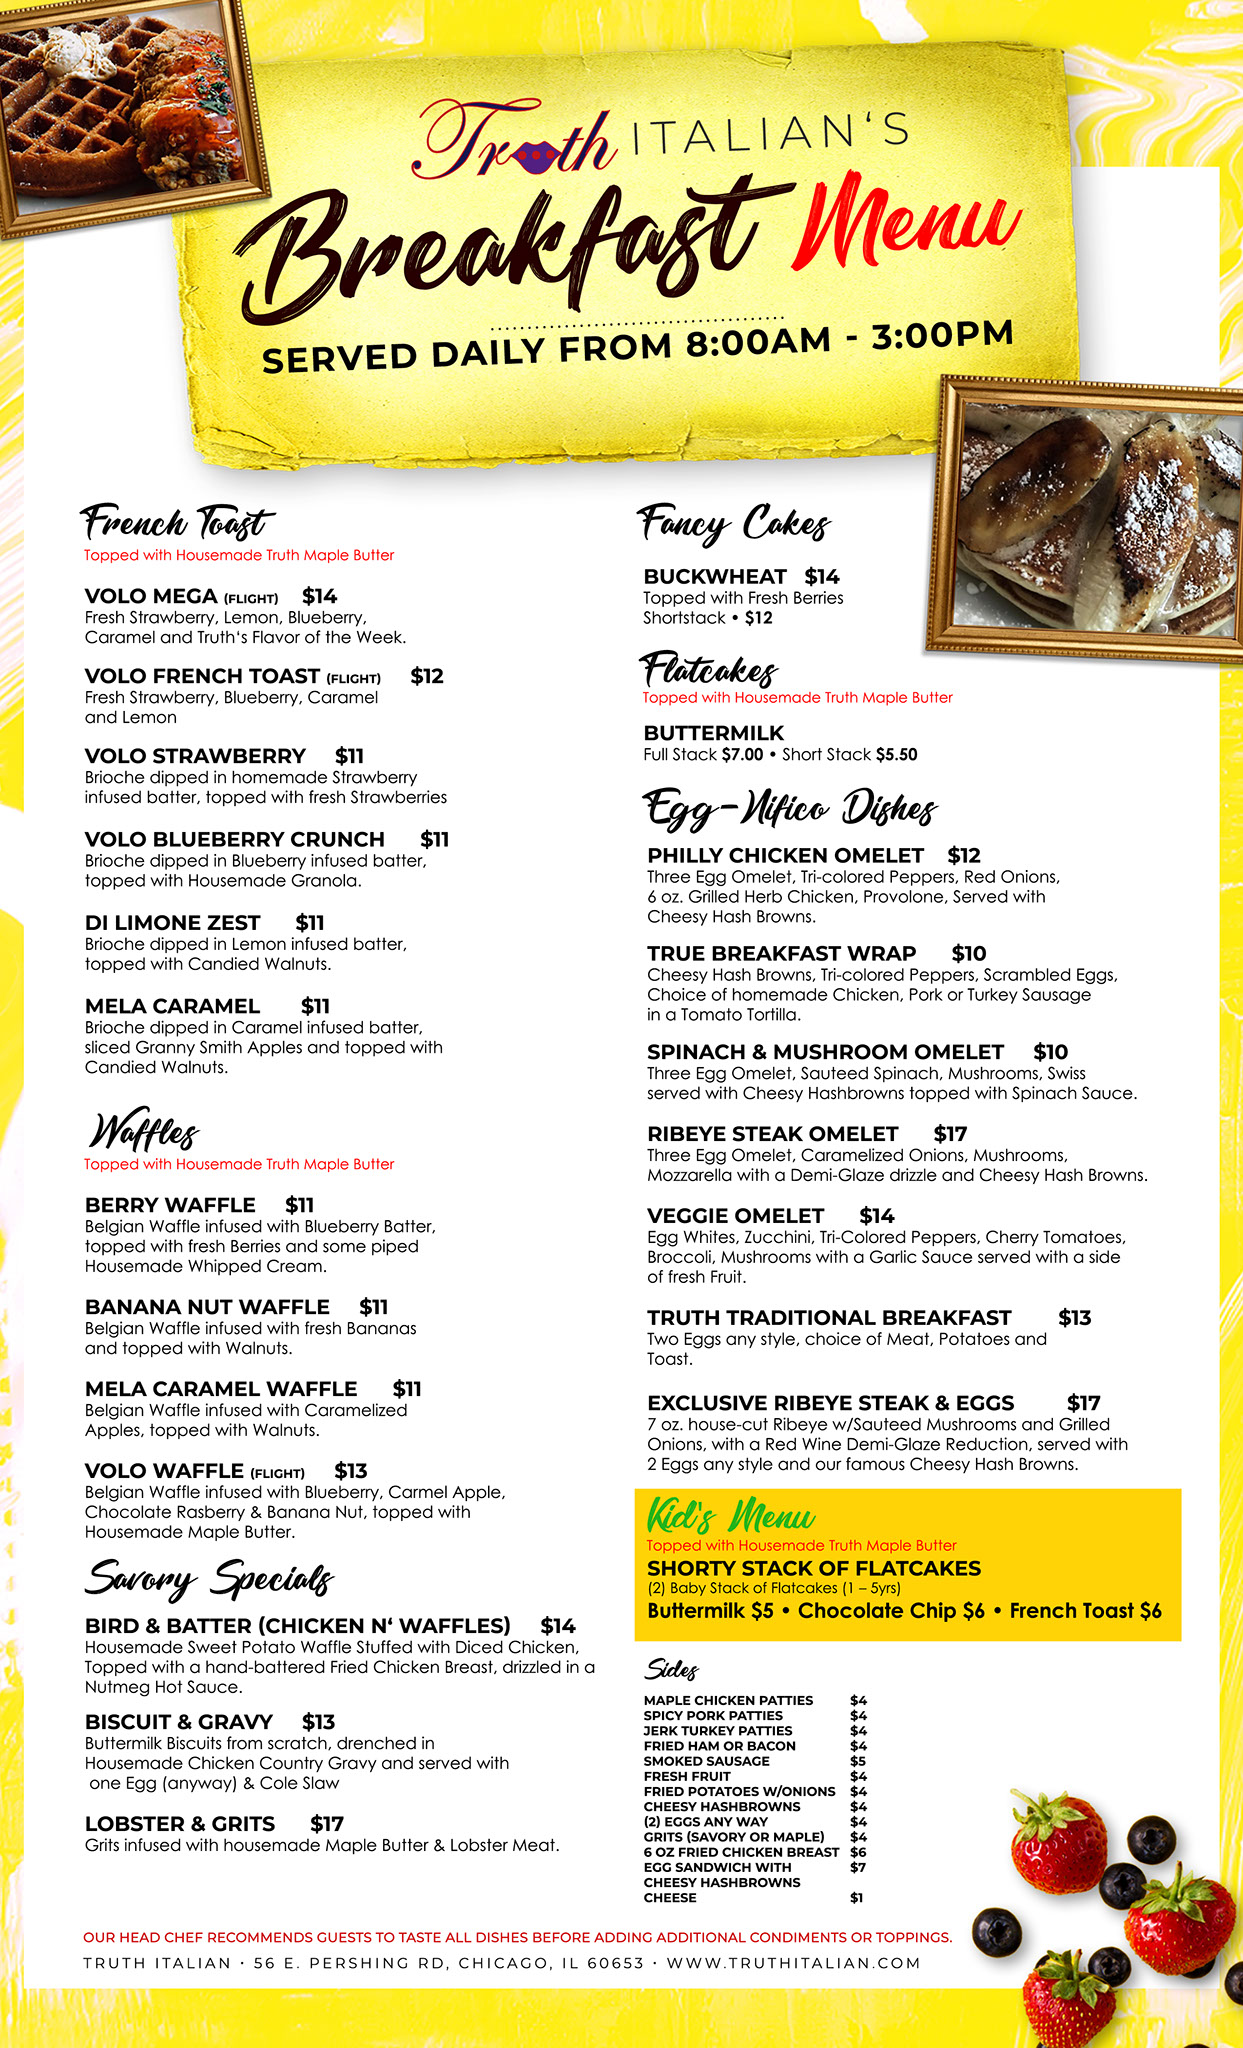 Truth ITALIAN'S
Breakfast Menu
SERVED DAILY FROM 8:00AM - 3:00PM
French Toast
Topped with Housemade Truth Maple Butter
VOLO MEGA (FLIGHT) $14
Fresh Strawberry, Lemon, Blueberry,
Caramel and Truth's Flavor of the Week.
VOLO FRENCH TOAST (FLIGHT) $12
Fresh Strawberry, Blueberry, Caramel
and Lemon
VOLO STRAWBERRY $11
Brioche dipped in homemade Strawberry
infused batter, topped with fresh Strawberries
VOLO BLUEBERRY CRUNCH $11
Brioche dipped in Blueberry infused batter,
topped with Housemade Granola.
DI LIMONE ZEST $11
Brioche dipped in Lemon infused batter,
topped with Candied Walnuts.
MELA CARAMEL $11
Brioche dipped in Caramel infused batter,
sliced Granny Smith Apples and topped with
Candied Walnuts.
Waffles
Topped with Housemade Truth Maple Butter
BERRY WAFFLE $11
Belgian Waffle infused with Blueberry Batter,
topped with fresh Berries and some piped
Housemade Whipped Cream.
BANANA NUT WAFFLE $11
Belgian Waffle infused with fresh Bananas
and topped with Walnuts.
MELA CARAMEL WAFFLE $11
Belgian Waffle infused with Caramelized
Apples, topped with Walnuts.
VOLO WAFFLE (FLIGHT) $13
Belgian Waffle infused with Blueberry, Carmel Apple,
Chocolate Rasberry & Banana Nut, topped with
Housemade Maple Butter.
Savory Specials
BIRD & BATTER (CHICKEN N' WAFFLES) $14
Housemade Sweet Potato Waffle Stuffed with Diced Chicken,
Topped with a hand-battered Fried Chicken Breast, drizzled in a
Nutmeg Hot Sauce.
BISCUIT & GRAVY $13
Buttermilk Biscuits from scratch, drenched in
Housemade Chicken Country Gravy and served with
one Egg (anyway) & Cole Slaw
LOBSTER & GRITS $17
Grits infused with housemade Maple Butter & Lobster Meat.
Fancy Cakes
BUCKWHEAT $14
Topped with Fresh Berries
Shortstack • $12
Flatcakes
Topped with Housemade Truth Maple Butter
BUTTERMILK
Full Stack $7.00 • Short Stack $5.50
Egg-Nifico Dishes
PHILLY CHICKEN OMELET $12
Three Egg Omelet, Tri-colored Peppers, Red Onions,
6 oz. Grilled Herb Chicken, Provolone, Served with
Cheesy Hash Browns.
TRUE BREAKFAST WRAP $10
Cheesy Hash Browns, Tri-colored Peppers, Scrambled Eggs,
Choice of homemade Chicken, Pork or Turkey Sausage
in a Tomato Tortilla.
SPINACH & MUSHROOM OMELET $10
Three Egg Omelet, Sauteed Spinach, Mushrooms, Swiss
served with Cheesy Hashbrowns topped with Spinach Sauce.
RIBEYE STEAK OMELET $17
Three Egg Omelet, Caramelized Onions, Mushrooms,
Mozzarella with a Demi-Glaze drizzle and Cheesy Hash Browns.
VEGGIE OMELET $14
Egg Whites, Zucchini, Tri-Colored Peppers, Cherry Tomatoes,
Broccoli, Mushrooms with a Garlic Sauce served with a side
of fresh Fruit.
TRUTH TRADITIONAL BREAKFAST $13
Two Eggs any style, choice of Meat, Potatoes and
Toast.
EXCLUSIVE RIBEYE STEAK & EGGS $17
7 oz. house-cut Ribeye w/Sauteed Mushrooms and Grilled
Onions, with a Red Wine Demi-Glaze Reduction, served with
2 Eggs any style and our famous Cheesy Hash Browns.
Kid's Menu
Topped with Housemade Truth Maple Butter
SHORTY STACK OF FLATCAKES
(2) Baby Stack of Flatcakes (1 – 5yrs)
Buttermilk $5 • Chocolate Chip $6 • French Toast $6
Sides
MAPLE CHICKEN PATTIES $4
SPICY PORK PATTIES $4
JERK TURKEY PATTIES $4
FRIED HAM OR BACON $4
SMOKED SAUSAGE $5
FRESH FRUIT $4
FRIED POTATOES W/ONIONS $4
CHEESY HASHBROWNS $4
(2) EGGS ANY WAY $4
GRITS (SAVORY OR MAPLE) $4
6 OZ FRIED CHICKEN BREAST $6
EGG SANDWICH WITH $7
CHEESY HASHBROWNS
CHEESE $1
OUR HEAD CHEF RECOMMENDS GUESTS TO TASTE ALL DISHES BEFORE ADDING ADDITIONAL CONDIMENTS OR TOPPINGS.
TRUTH ITALIAN • 56 E. PERSHING RD, CHICAGO, IL 60653 • WWW.TRUTHITALIAN.COM